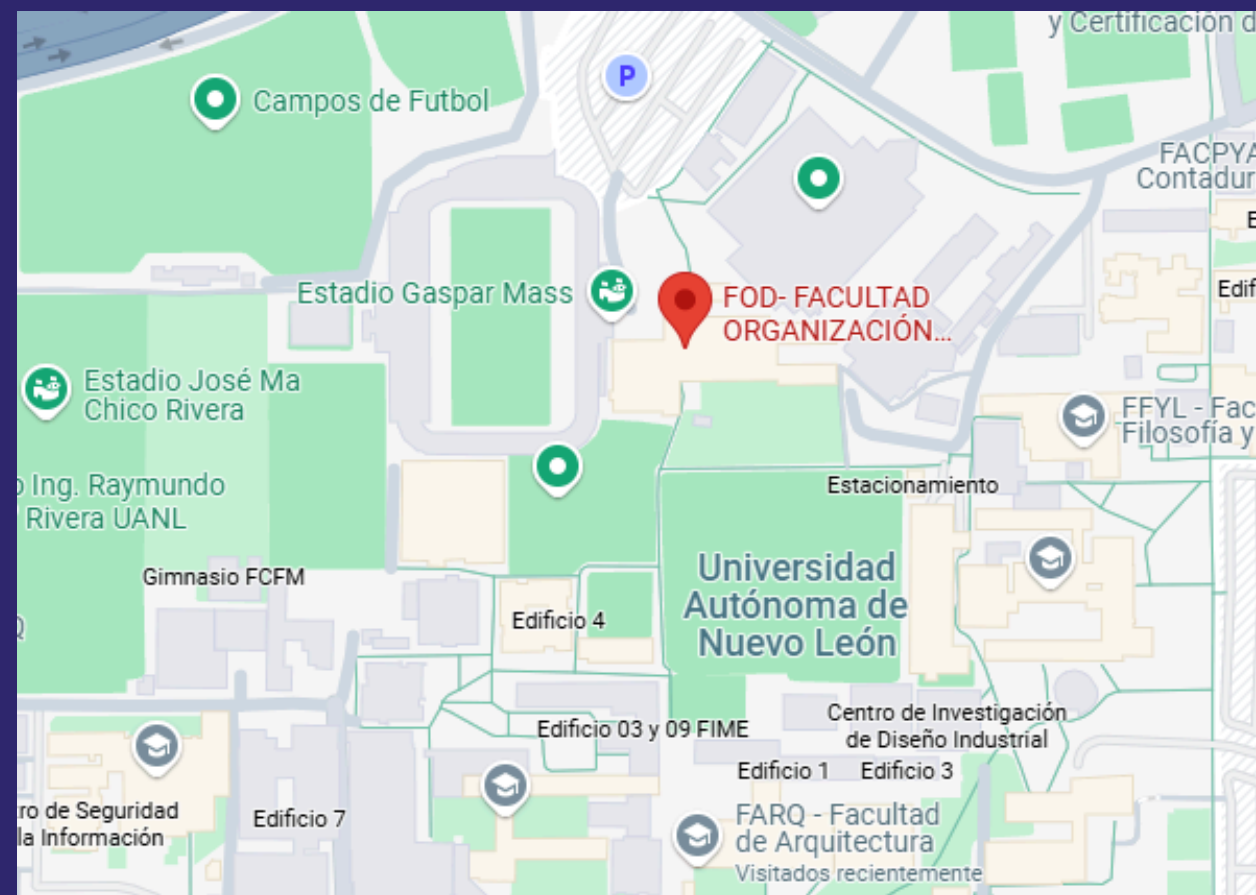 y Certificación d
P
Campos de Futbol
FACPYA
Contadur
E
Estadio Gaspar Mass
FOD- FACULTAD
ORGANIZACIÓN...
Edif
Estadio José Ma
Chico Rivera
FFYL - Fac
Filosofía y
o Ing. Raymundo
Rivera UANL
Estacionamiento
Gimnasio FCFM
Universidad
Autónoma de
Nuevo León
Edificio 4
Edificio 03 y 09 FIME
Centro de Investigación
de Diseño Industrial
Edificio 1
Edificio 3
ro de Seguridad
la Información
Edificio 7
FARQ - Facultad
de Arquitectura
Visitados recientemente